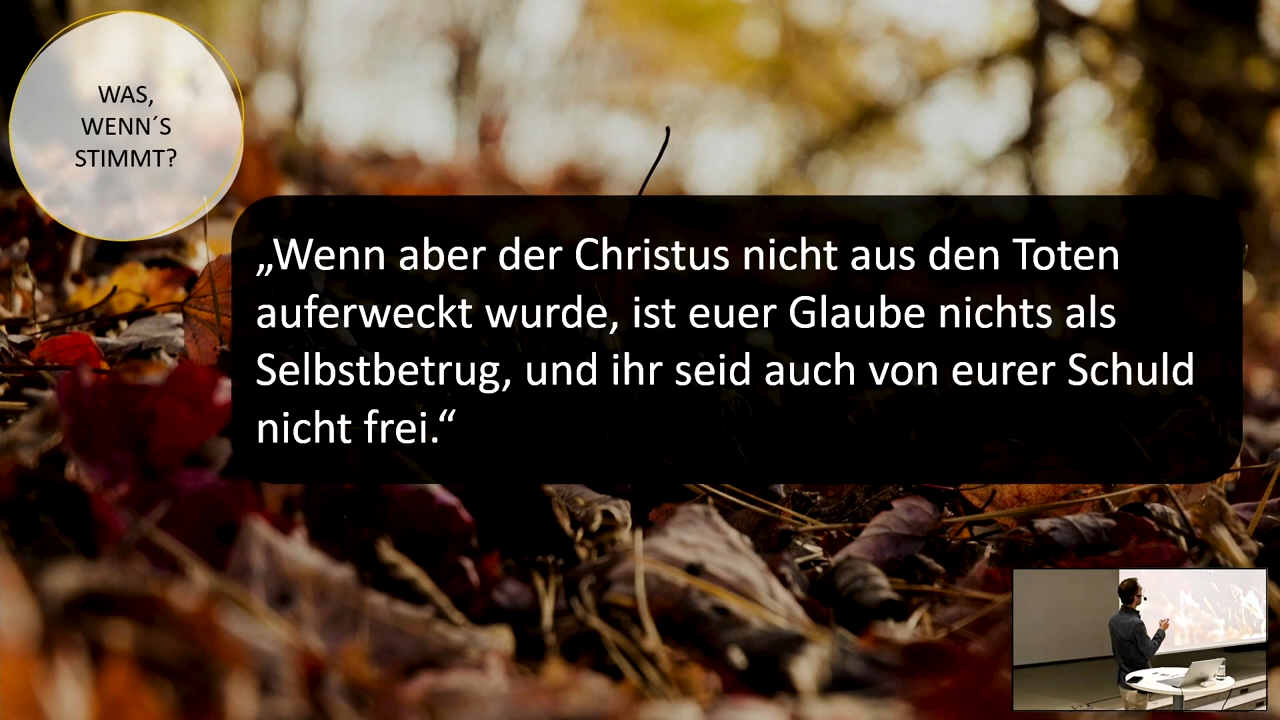 WAS,
WENN´S
STIMMT?
„Wenn aber der Christus nicht aus den Toten
auferweckt wurde, ist euer Glaube nichts als
Selbstbetrug, und ihr seid auch von eurer Schuld
nicht frei.“